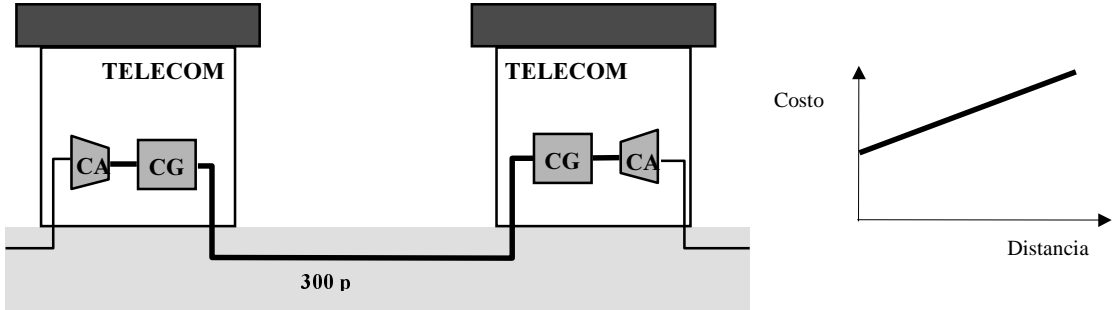 TELECOM
TELECOM
CA
CG
CG
CA
300 p
Costo
Distancia